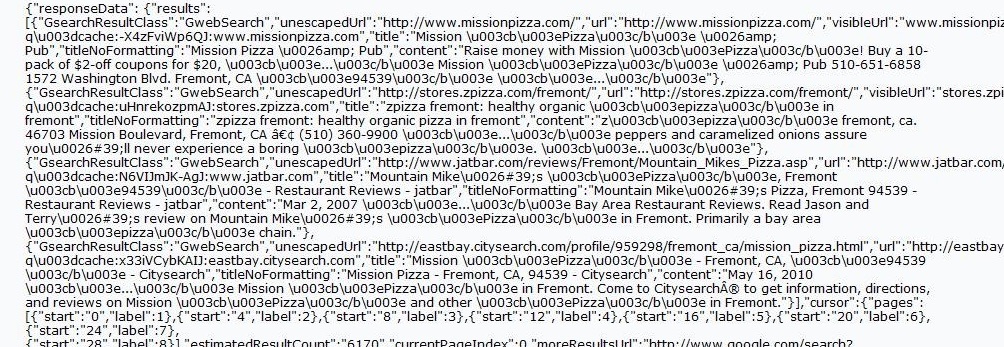 {"responseData": {"results":
[{"GsearchResultClass":"GwebSearch","unescapedUrl":"http://www.missionpizza.com/","url":"http://www.missionpizza.com/","visibleUrl":"www.missionpiz
q\u003dcache:-X4zFviWp6QJ:www.missionpizza.com","title":"Mission \u003cb\u003ePizza\u003c/b\u003e \u0026amp;
Pub","titleNoFormatting":"Mission Pizza \u0026amp; Pub","content":"Raise money with Mission \u003cb\u003ePizza\u003c/b\u003e! Buy a 10-
pack of $2-off coupons for $20, \u003cb\u003e...\u003c/b\u003e Mission \u003cb\u003ePizza\u003c/b\u003e \u0026amp; Pub 510-651-6858
1572 Washington Blvd. Fremont, CA \u003cb\u003e94539\u003c/b\u003e \u003cb\u003e...\u003c/b\u003e"},
{"GsearchResultClass":"GwebSearch","unescapedUrl":"http://stores.zpizza.com/fremont/","url":"http://stores.zpizza.com/fremont/","visibleUrl":"stores.zpi
q\u003dcache:uHnrekozpmAJ:stores.zpizza.com","title":"zpizza fremont: healthy organic \u003cb\u003epizza\u003c/b\u003e in
fremont","titleNoFormatting":"zpizza fremont: healthy organic pizza in fremont","content":"z\u003cb\u003epizza\u003c/b\u003e fremont, ca.
46703 Mission Boulevard, Fremont, CA â€¢ (510) 360-9900 \u003cb\u003e...\u003c/b\u003e peppers and caramelized onions assure
you\u0026#39;ll never experience a boring \u003cb\u003epizza\u003c/b\u003e. \u003cb\u003e...\u003c/b\u003e"},
{"GsearchResultClass":"GwebSearch","unescapedUrl":"http://www.jatbar.com/reviews/Fremont/Mountain_Mikes_Pizza.asp","url":"http://www.jatbar.com/
q\u003dcache:N6VIJmJK-AgJ:www.jatbar.com","title":"Mountain Mike\u0026#39;s \u003cb\u003ePizza\u003c/b\u003e, Fremont
\u003cb\u003e94539\u003c/b\u003e - Restaurant Reviews - jatbar","titleNoFormatting":"Mountain Mike\u0026#39;s Pizza, Fremont 94539 -
Restaurant Reviews - jatbar","content":"Mar 2, 2007 \u003cb\u003e...\u003c/b\u003e Bay Area Restaurant Reviews. Read Jason and
Terry\u0026#39;s review on Mountain Mike\u0026#39;s \u003cb\u003ePizza\u003c/b\u003e in Fremont. Primarily a bay area
\u003cb\u003epizza\u003c/b\u003e chain."},
{"GsearchResultClass":"GwebSearch","unescapedUrl":"http://eastbay.citysearch.com/profile/959298/fremont_ca/mission_pizza.html","url":"http://eastbay
q\u003dcache:x33iVCybKAIJ:eastbay.citysearch.com","title":"Mission \u003cb\u003ePizza\u003c/b\u003e - Fremont, CA, \u003cb\u003e94539
\u003c/b\u003e - Citysearch","titleNoFormatting":"Mission Pizza - Fremont, CA, 94539 - Citysearch","content":"May 16, 2010
\u003cb\u003e...\u003c/b\u003e Mission \u003cb\u003ePizza\u003c/b\u003e in Fremont. Come to CitysearchÂ® to get information, directions,
and reviews on Mission \u003cb\u003ePizza\u003c/b\u003e and other \u003cb\u003ePizza\u003c/b\u003e in Fremont."}],"cursor":{"pages":
[{"start":"0","label":1},{"start":"4","label":2},{"start":"8","label":3},{"start":"12","label":4},{"start":"16","label":5},{"start":"20","label":6},
{"start":"24","label":7},
{"start":"28","label":8}],"estimatedResultCount":"6170","currentPageIndex":0,"moreResultsUrl":"http://www.google.com/search?